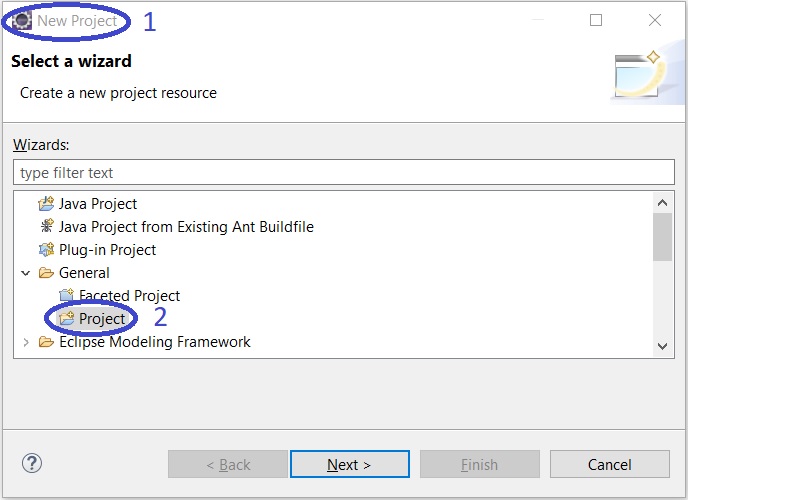 New Project 1
Select a wizard
Create a new project resource
Wizards:
type filter text
Java Project
Java Project from Existing Ant Buildfile
Plug-in Project
General
Faceted Project
Project 2
Eclipse Modeling Framework
? < Back Next > Finish Cancel